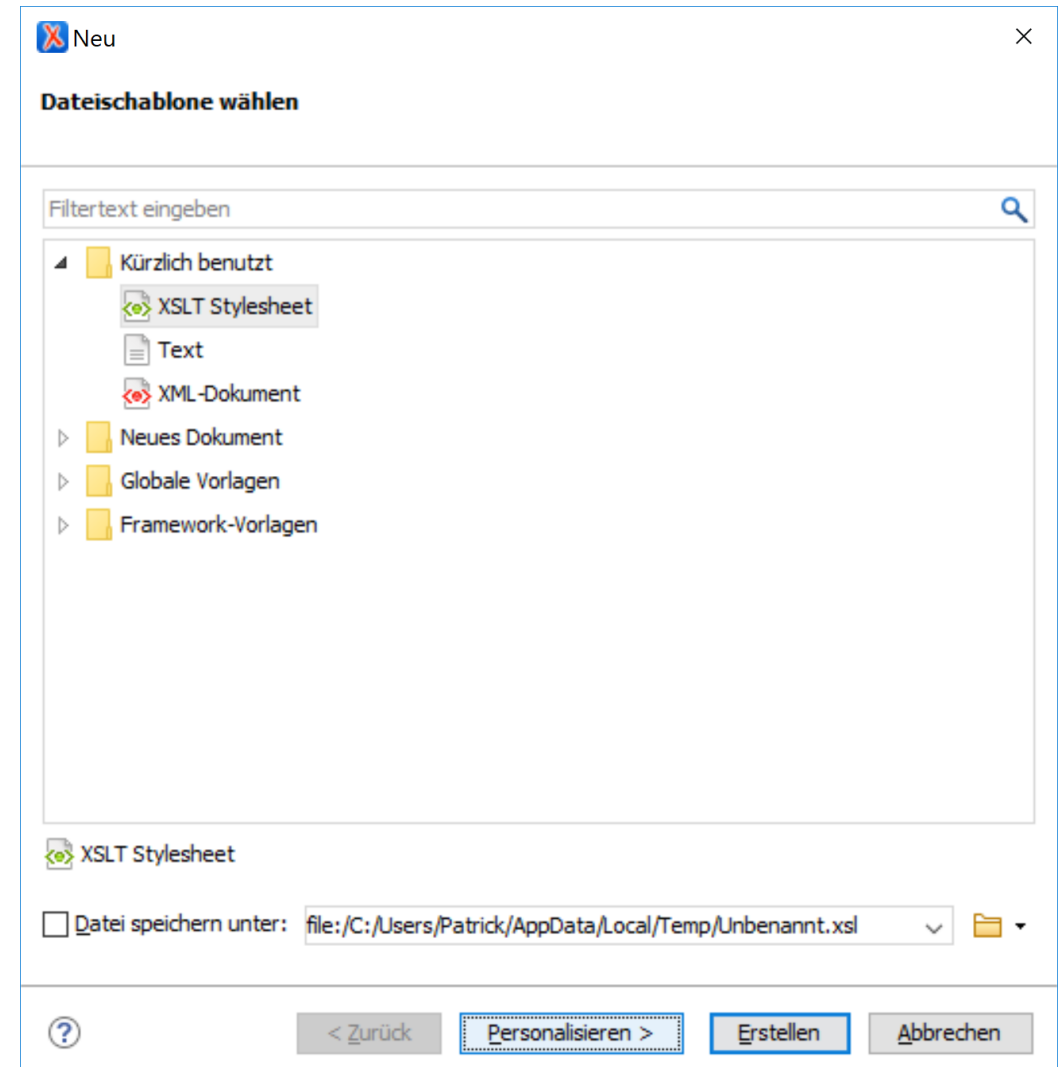 Neu
Dateischablone wählen
Filtertext eingeben
Kürzlich benutzt
XSLT Stylesheet
Text
XML-Dokument
Neues Dokument
Globale Vorlagen
Framework-Vorlagen
XSLT Stylesheet
Datei speichern unter: file:/C:/Users/Patrick/AppData/Local/Temp/Unbenannt.xsl
? < Zurück Personalisieren > Erstellen Abbrechen